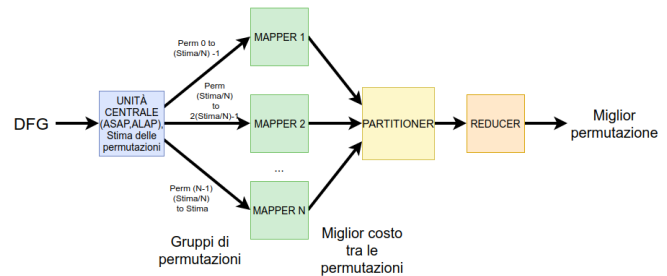 DFG
UNITÀ
CENTRALE
(ASAP,ALAP),
Stima delle
permutazioni
Perm 0 to
(Stima/N) -1
Perm
(Stima/N)
to
2(Stima/N)-1
Perm (N-1)
(Stima/N)
to Stima
Gruppi di
permutazioni
MAPPER 1
MAPPER 2
...
MAPPER N
Miglior costo
tra le
permutazioni
PARTITIONER
REDUCER
Miglior
permutazione